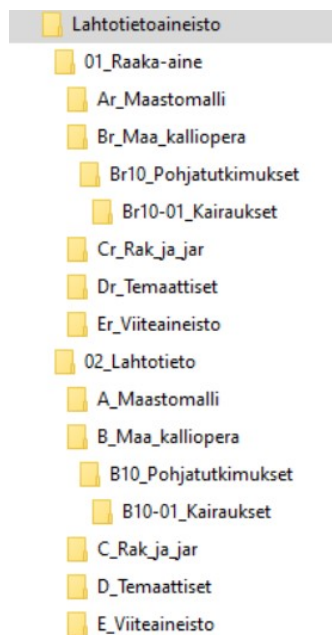 Lahtotietoaineisto
01_Raaka-aine
Ar_Maastomalli
Br_Maa_kalliopera
Br10_Pohjatutkimukset
Br10-01_Kairaukset
Cr_Rak_ja_jar
Dr_Temaattiset
Er_Viiteaineisto
02_Lahtotieto
A_Maastomalli
B_Maa_kalliopera
B10_Pohjatutkimukset
B10-01_Kairaukset
C_Rak_ja_jar
D_Temaattiset
E_Viiteaineisto